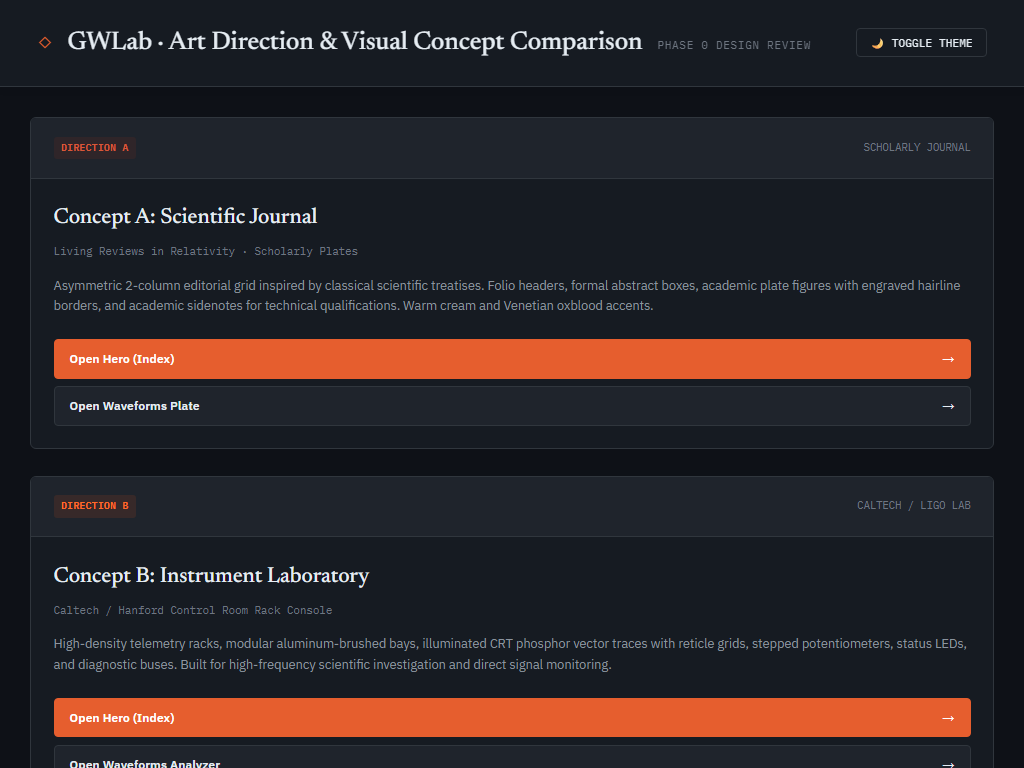 GWLab · Art Direction & Visual Concept Comparison PHASE 0 DESIGN REVIEW
🌙 TOGGLE THEME
DIRECTION A
SCHOLARLY JOURNAL
Concept A: Scientific Journal
Living Reviews in Relativity · Scholarly Plates
Asymmetric 2-column editorial grid inspired by classical scientific treatises. Folio headers, formal abstract boxes, academic plate figures with engraved hairline
borders, and academic sidenotes for technical qualifications. Warm cream and Venetian oxblood accents.
Open Hero (Index) →
Open Waveforms Plate →
DIRECTION B
CALTECH / LIGO LAB
Concept B: Instrument Laboratory
Caltech / Hanford Control Room Rack Console
High-density telemetry racks, modular aluminum-brushed bays, illuminated CRT phosphor vector traces with reticle grids, stepped potentiometers, status LEDs,
and diagnostic buses. Built for high-frequency scientific investigation and direct signal monitoring.
Open Hero (Index) →
Open Waveforms Analyzer →